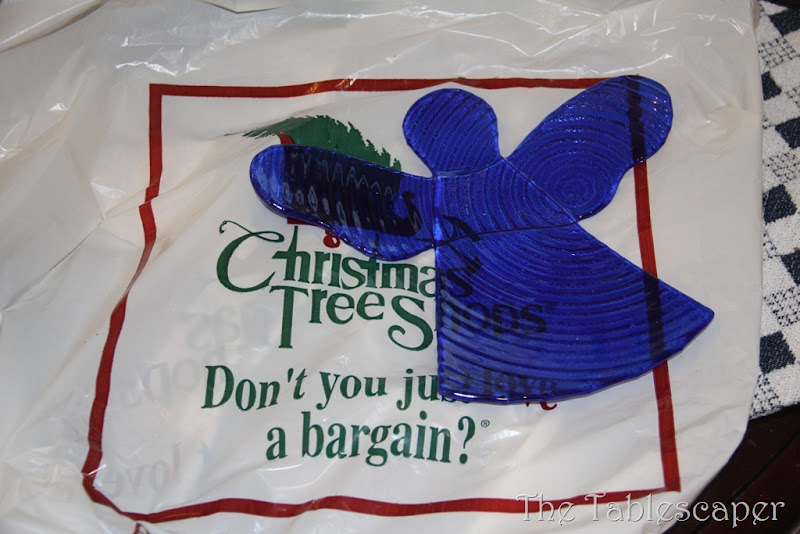 Christmas
Tree Shops®
Don't you just love
a bargain?®
The Tablescaper